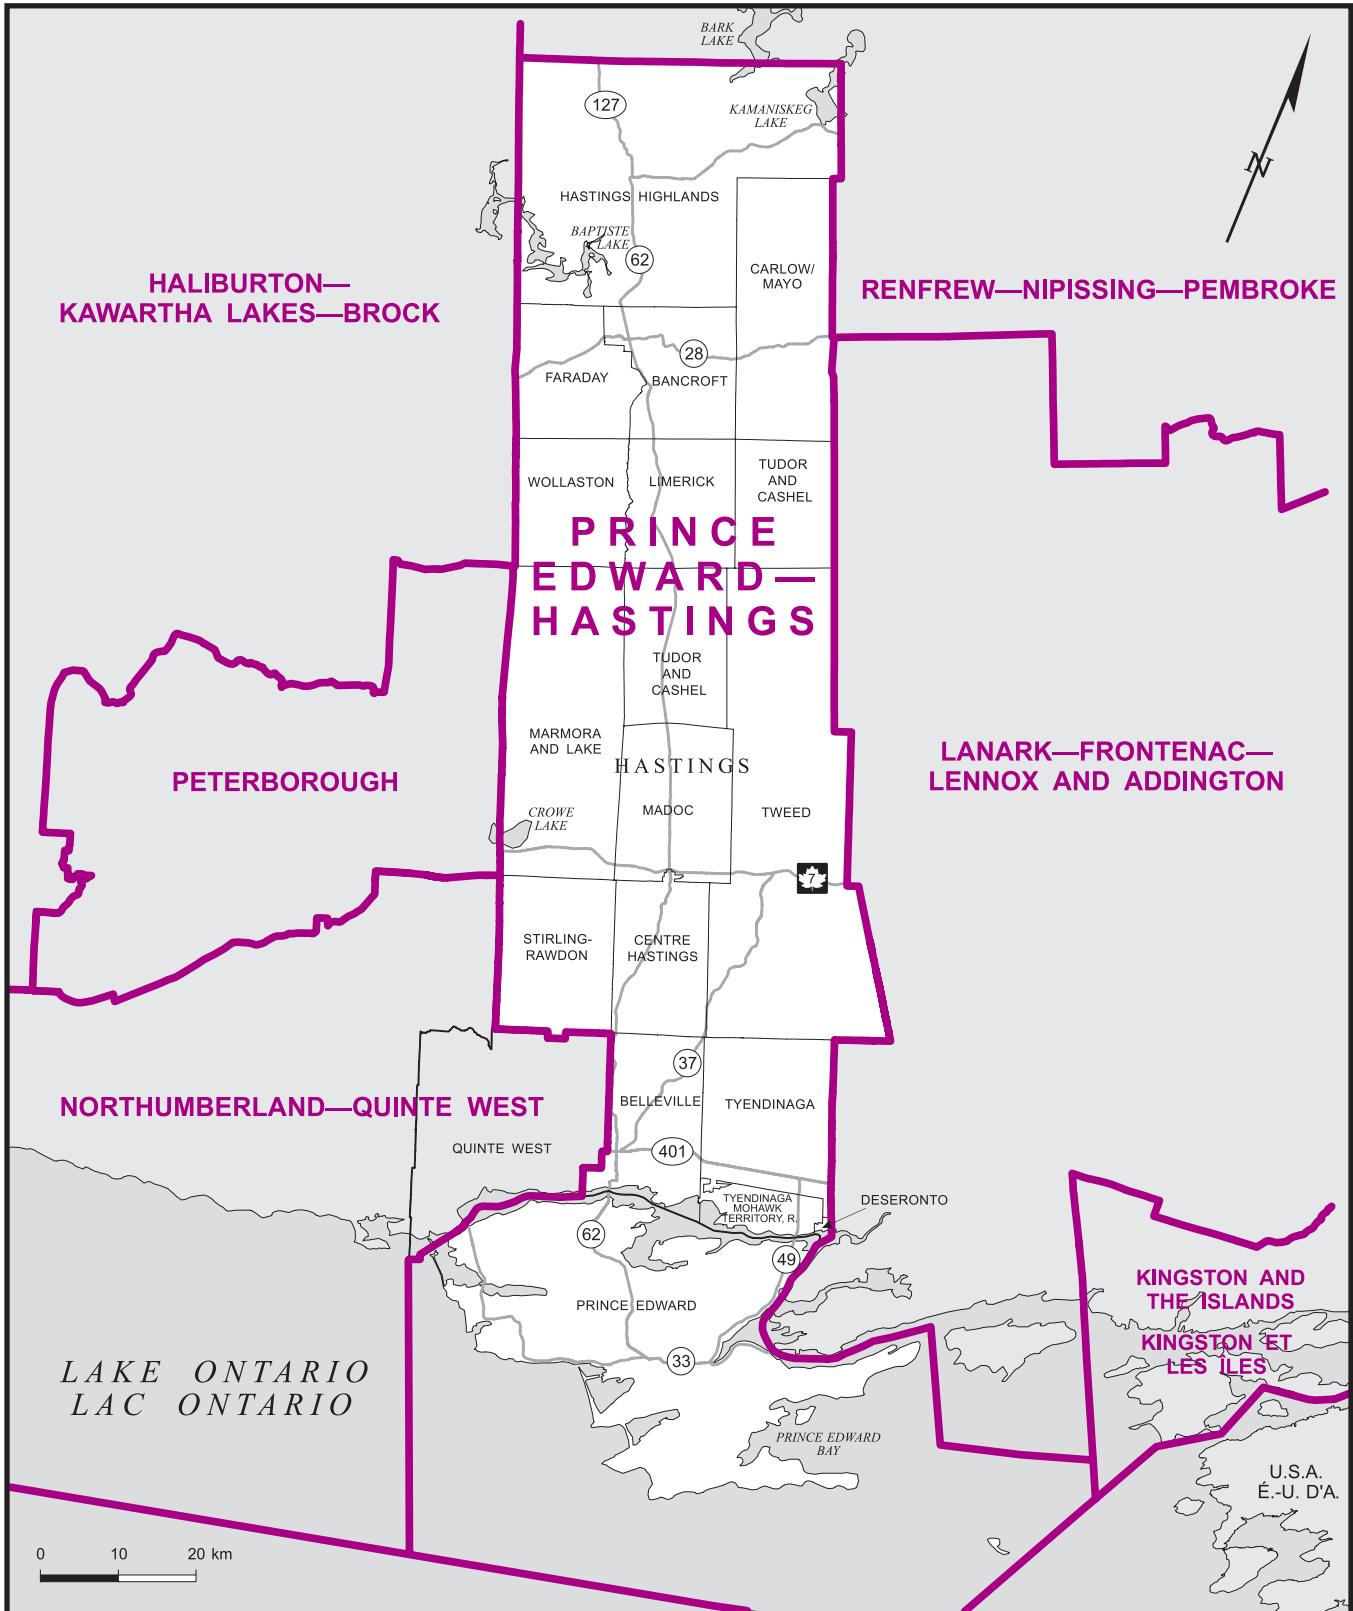 BARK
LAKE
127
KAMANISKEG
LAKE
N
HASTINGS HIGHLANDS
BAPTISTE
LAKE
62
CARLOW/
MAYO
HALIBURTON—
KAWARTHA LAKES—BROCK
RENFREW—NIPISSING—PEMBROKE
28
FARADAY
BANCROFT
WOLLASTON
LIMERICK
TUDOR
AND
CASHEL
PRINCE
EDWARD—
HASTINGS
TUDOR
AND
CASHEL
MARMORA
AND LAKE
HASTINGS
PETERBOROUGH
LANARK—FRONTENAC—
LENNOX AND ADDINGTON
CROWE
LAKE
MADOC
TWEED
7
STIRLING-
RAWDON
CENTRE
HASTINGS
37
NORTHUMBERLAND—QUINTE WEST
BELLEVILLE
TYENDINAGA
QUINTE WEST
401
TYENDINAGA
MOHAWK
TERRITORY, R.
DESERONTO
62
2
49
PRINCE EDWARD
KINGSTON AND
THE ISLANDS
KINGSTON ET
LES ÎLES
33
LAKE ONTARIO
LAC ONTARIO
PRINCE EDWARD
BAY
U.S.A.
É.-U. D'A.
0 10 20 km